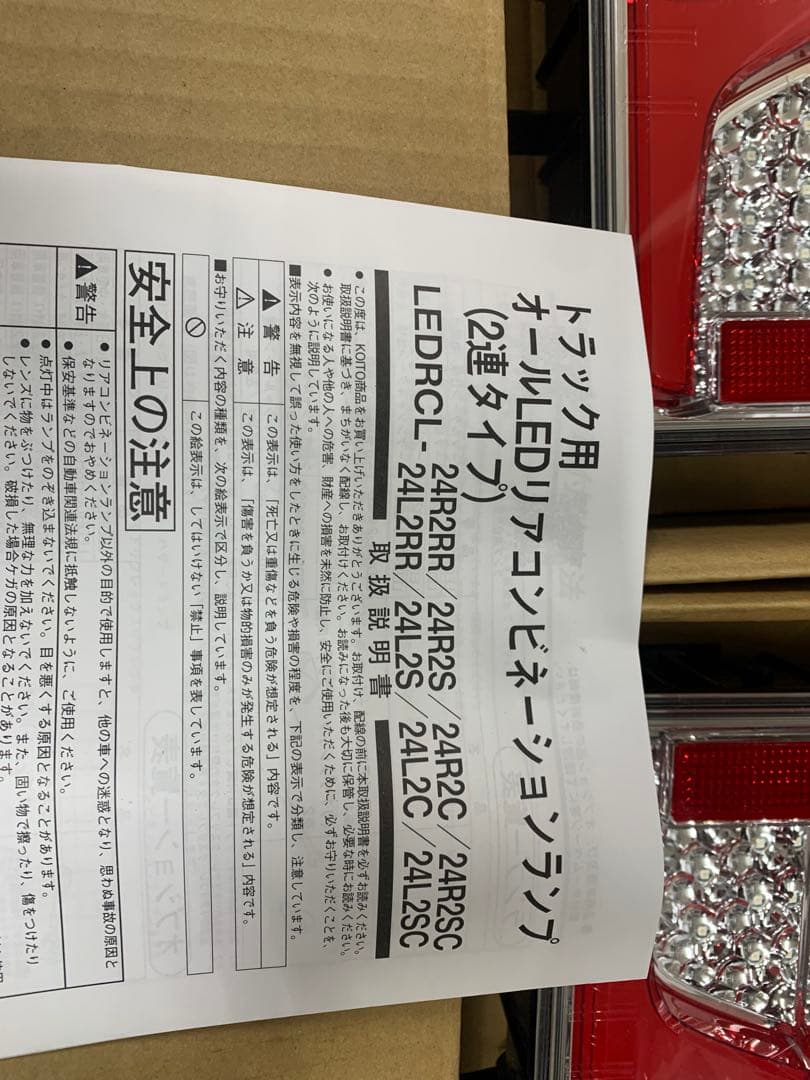 トラック用
オールLEDリアコンビネーションランプ
(2連タイプ)
LEDRCL-
24R2RR/24R2S/24R2C/24R2SC
24L2RR/24L2S/24L2C/24L2SC
取扱説明書
●この度は、KOITO商品をお買い上げいただきありがとうございます。お取付け、配線の前に本取扱説明書を必ずお読みください。
取扱説明書に基づき、まちがいなく配線し、お取付けください。お読みになった後も大切に保管し、必要な時にお読みください。
●お使いになる人や他の人への危害、財産への損害を未然に防止し、安全にご使用いただくために、必ずお守りいただくことを、
次のように説明しています。
■表示内容を無視して誤った使い方をしたときに生じる危険や損害の程度を、下記の表示で分類し、注意しています。
⚠警告 この表示は、「死亡又は重傷などを負う危険が想定される」内容です。
⚠注意 この表示は、「傷害を負うか又は物的損害のみが発生する危険が想定される」内容です。
■お守りいただく内容の種類を、次の絵表示で区分し、説明しています。
この絵表示は、してはいけない「禁止」事項を表しています。
安全上の注意
⚠警告
●リアコンビネーションランプ以外の目的で使用しますと、他の車への迷惑となり、思わぬ事故の原因と
なりますのでおやめください。
●保安基準などの自動車関連法規に抵触しないように、ご使用ください。
●点灯中はランプをのぞき込まないでください。目を悪くする原因となることがあります。
●レンズに物をぶつけたり、無理な力を加えないでください。また、固い物で擦ったり、傷をつけたり
しないでください。破損した場合ケガの原因となることがあります。